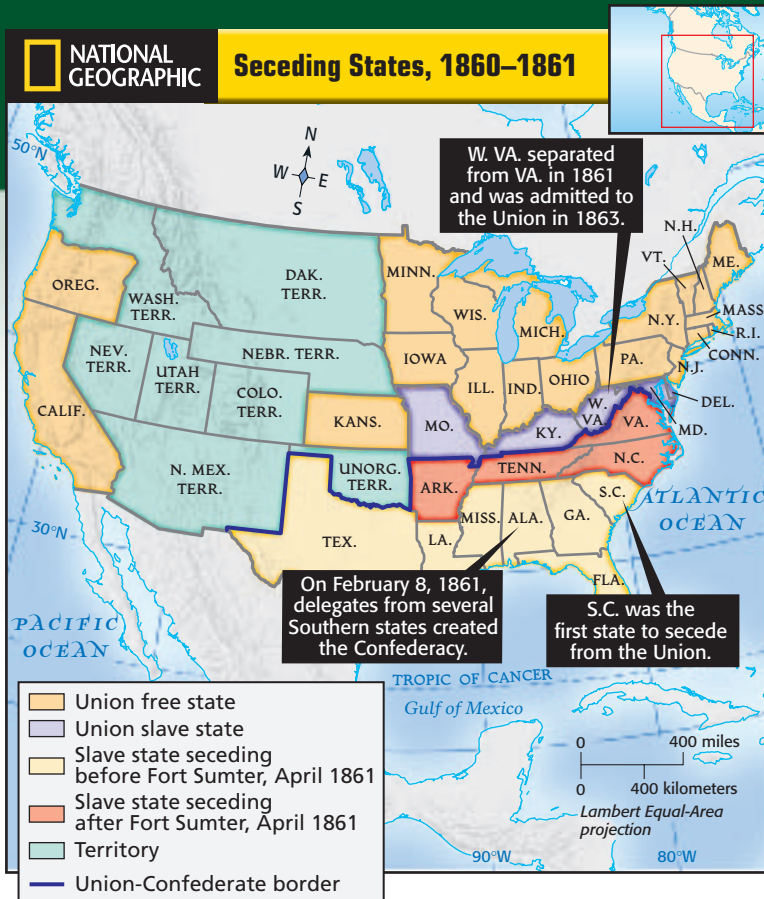 NATIONAL
GEOGRAPHIC
Seceding States, 1860–1861
50°N
N
W E
S
W. VA. separated
from VA. in 1861
and was admitted to
the Union in 1863.
N.H.
VT.
ME.
OREG.
WASH.
TERR.
DAK.
TERR.
MINN.
WIS.
MICH.
N.Y.
MASS
R.I.
CONN.
NEV.
TERR.
UTAH
TERR.
NEBR. TERR.
IOWA
ILL.
IND.
OHIO
PA.
N.J.
COLO.
TERR.
CALIF.
KANS.
MO.
KY.
W.
VA.
VA.
DEL.
MD.
N. MEX.
TERR.
UNORG.
TERR.
ARK.
TENN.
N.C.
S.C.
ATLANTIC
OCEAN
30°N
TEX.
LA.
MISS.
ALA.
GA.
FLA.
On February 8, 1861,
delegates from several
Southern states created
the Confederacy.
S.C. was the
first state to secede
from the Union.
PACIFIC
OCEAN
TROPIC OF CANCER
Gulf of Mexico
Union free state
Union slave state
Slave state seceding
before Fort Sumter, April 1861
Slave state seceding
after Fort Sumter, April 1861
Territory
Union-Confederate border
0 400 miles
0 400 kilometers
Lambert Equal-Area
projection
90°W
80°W